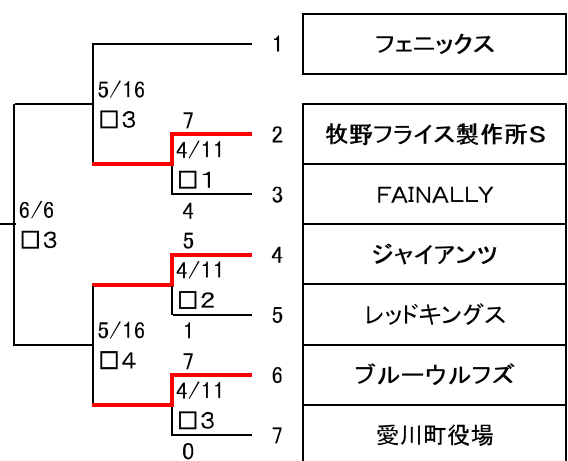 1 フェニックス
5/16
□3
7
2 牧野フライス製作所S
4/11
□1
3 FAINALLY
4
6/6
□3
5
4 ジャイアンツ
4/11
□2
5 レッドキングス
1
5/16
□4
7
6 ブルーウルフズ
4/11
□3
7 愛川町役場
0